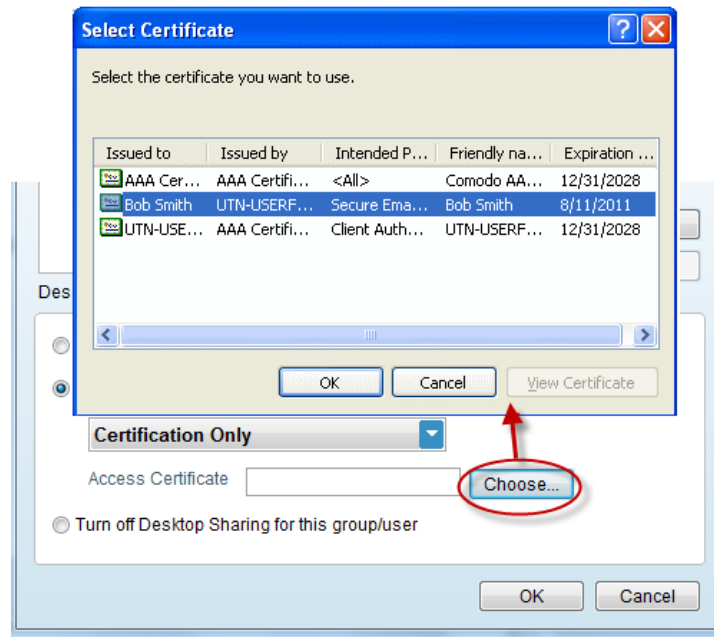 Select Certificate
Select the certificate you want to use.
Issued to Issued by Intended P... Friendly na... Expiration ...
AAA Cer... AAA Certifi... <All> Comodo AA... 12/31/2028
Bob Smith UTN-USERF... Secure Ema... Bob Smith 8/11/2011
UTN-USE... AAA Certifi... Client Auth... UTN-USERF... 12/31/2028
Des
OK Cancel View Certificate
Certification Only
Access Certificate Choose...
Turn off Desktop Sharing for this group/user
OK Cancel